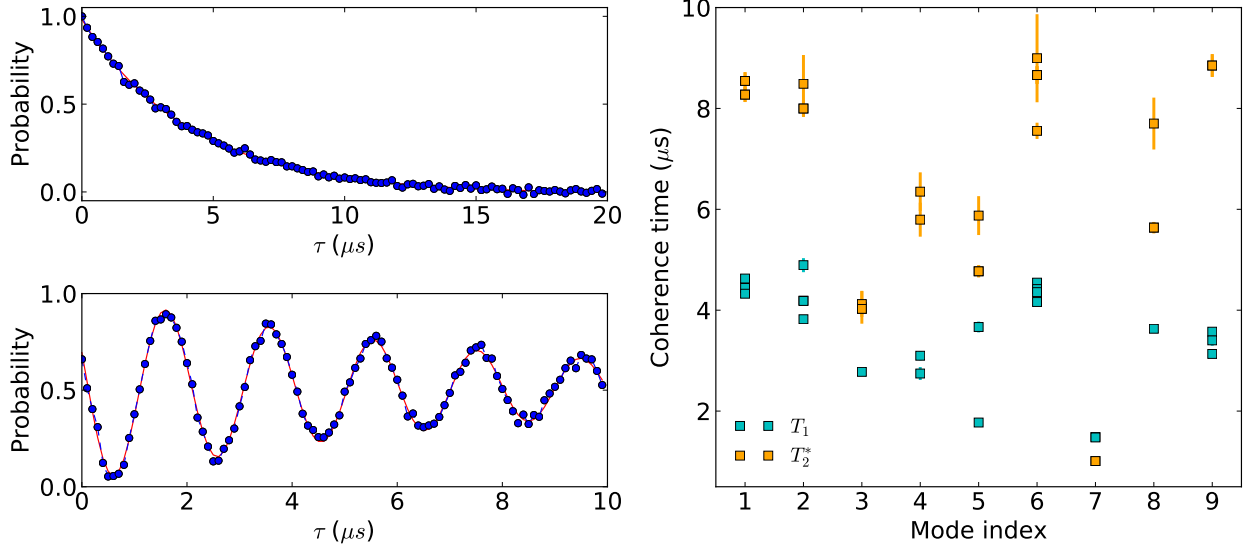 Probability
1.0
0.5
0.0
0 5 10 15 20
τ (μs)
Probability
1.0
0.5
0.0
0 2 4 6 8 10
τ (μs)
Coherence time (μs)
10
8
6
4
2
T₁
T₂*
1 2 3 4 5 6 7 8 9
Mode index